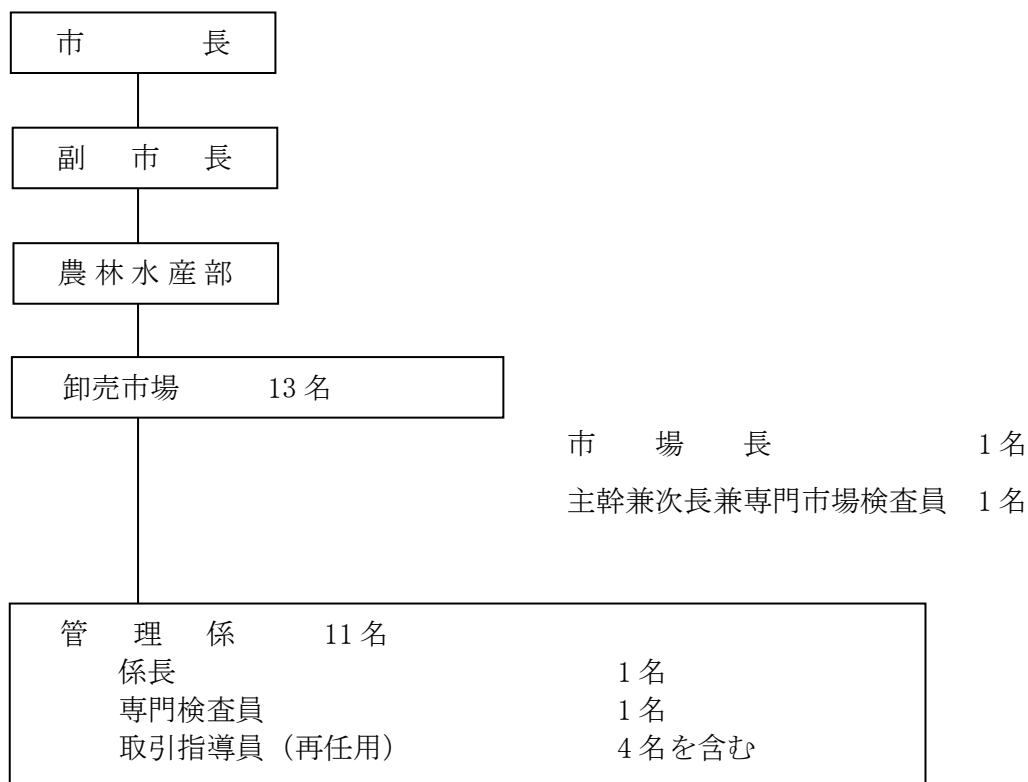 市長
副市長
農林水産部
卸売市場 13名
市場長 1名
主幹兼次長兼専門市場検査員 1名
管理係 11名
係長 1名
専門検査員 1名
取引指導員（再任用） 4名を含む